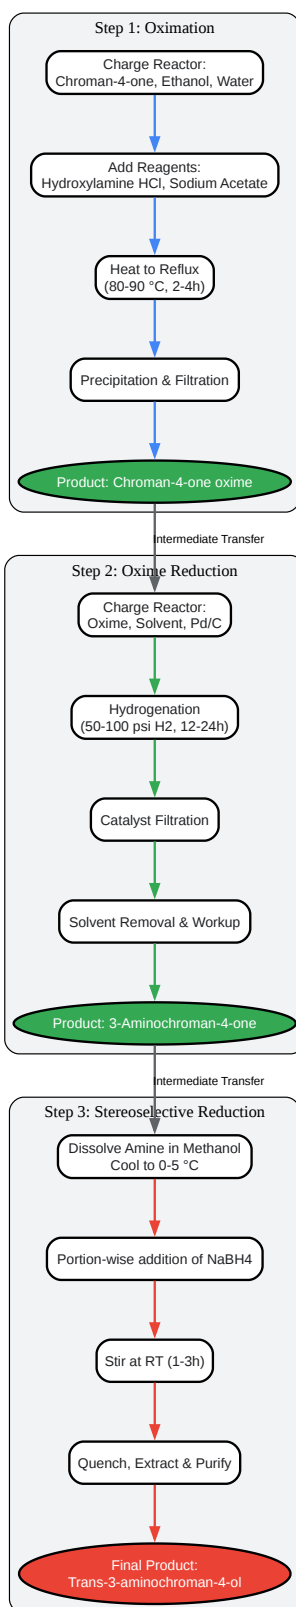 Step 1: Oximation
Charge Reactor:
Chroman-4-one, Ethanol, Water
Add Reagents:
Hydroxylamine HCl, Sodium Acetate
Heat to Reflux
(80-90 °C, 2-4h)
Precipitation & Filtration
Product: Chroman-4-one oxime
Intermediate Transfer
Step 2: Oxime Reduction
Charge Reactor:
Oxime, Solvent, Pd/C
Hydrogenation
(50-100 psi H2, 12-24h)
Catalyst Filtration
Solvent Removal & Workup
Product: 3-Aminochroman-4-one
Intermediate Transfer
Step 3: Stereoselective Reduction
Dissolve Amine in Methanol
Cool to 0-5 °C
Portion-wise addition of NaBH4
Stir at RT (1-3h)
Quench, Extract & Purify
Final Product:
Trans-3-aminochroman-4-ol